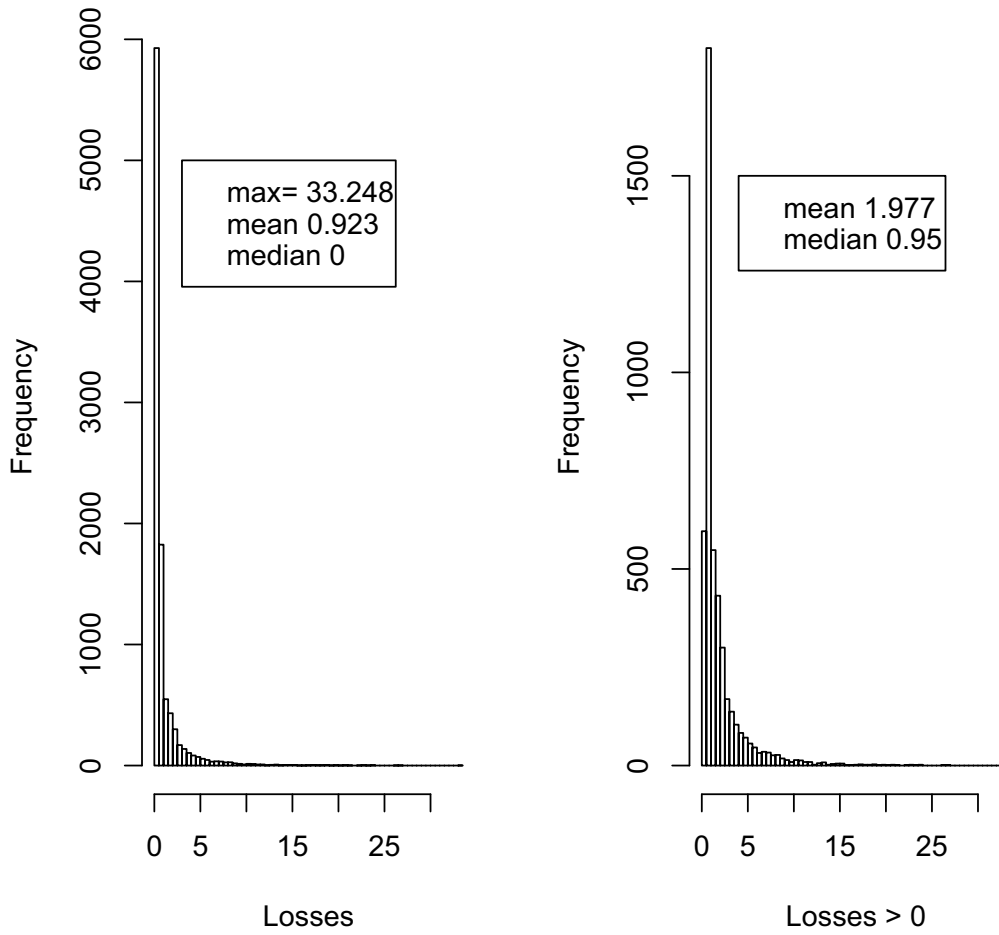 Frequency
0
1000
2000
3000
4000
5000
6000
max= 33.248
mean 0.923
median 0
0 5 15 25
Losses
Frequency
0
500
1000
1500
mean 1.977
median 0.95
0 5 15 25
Losses > 0